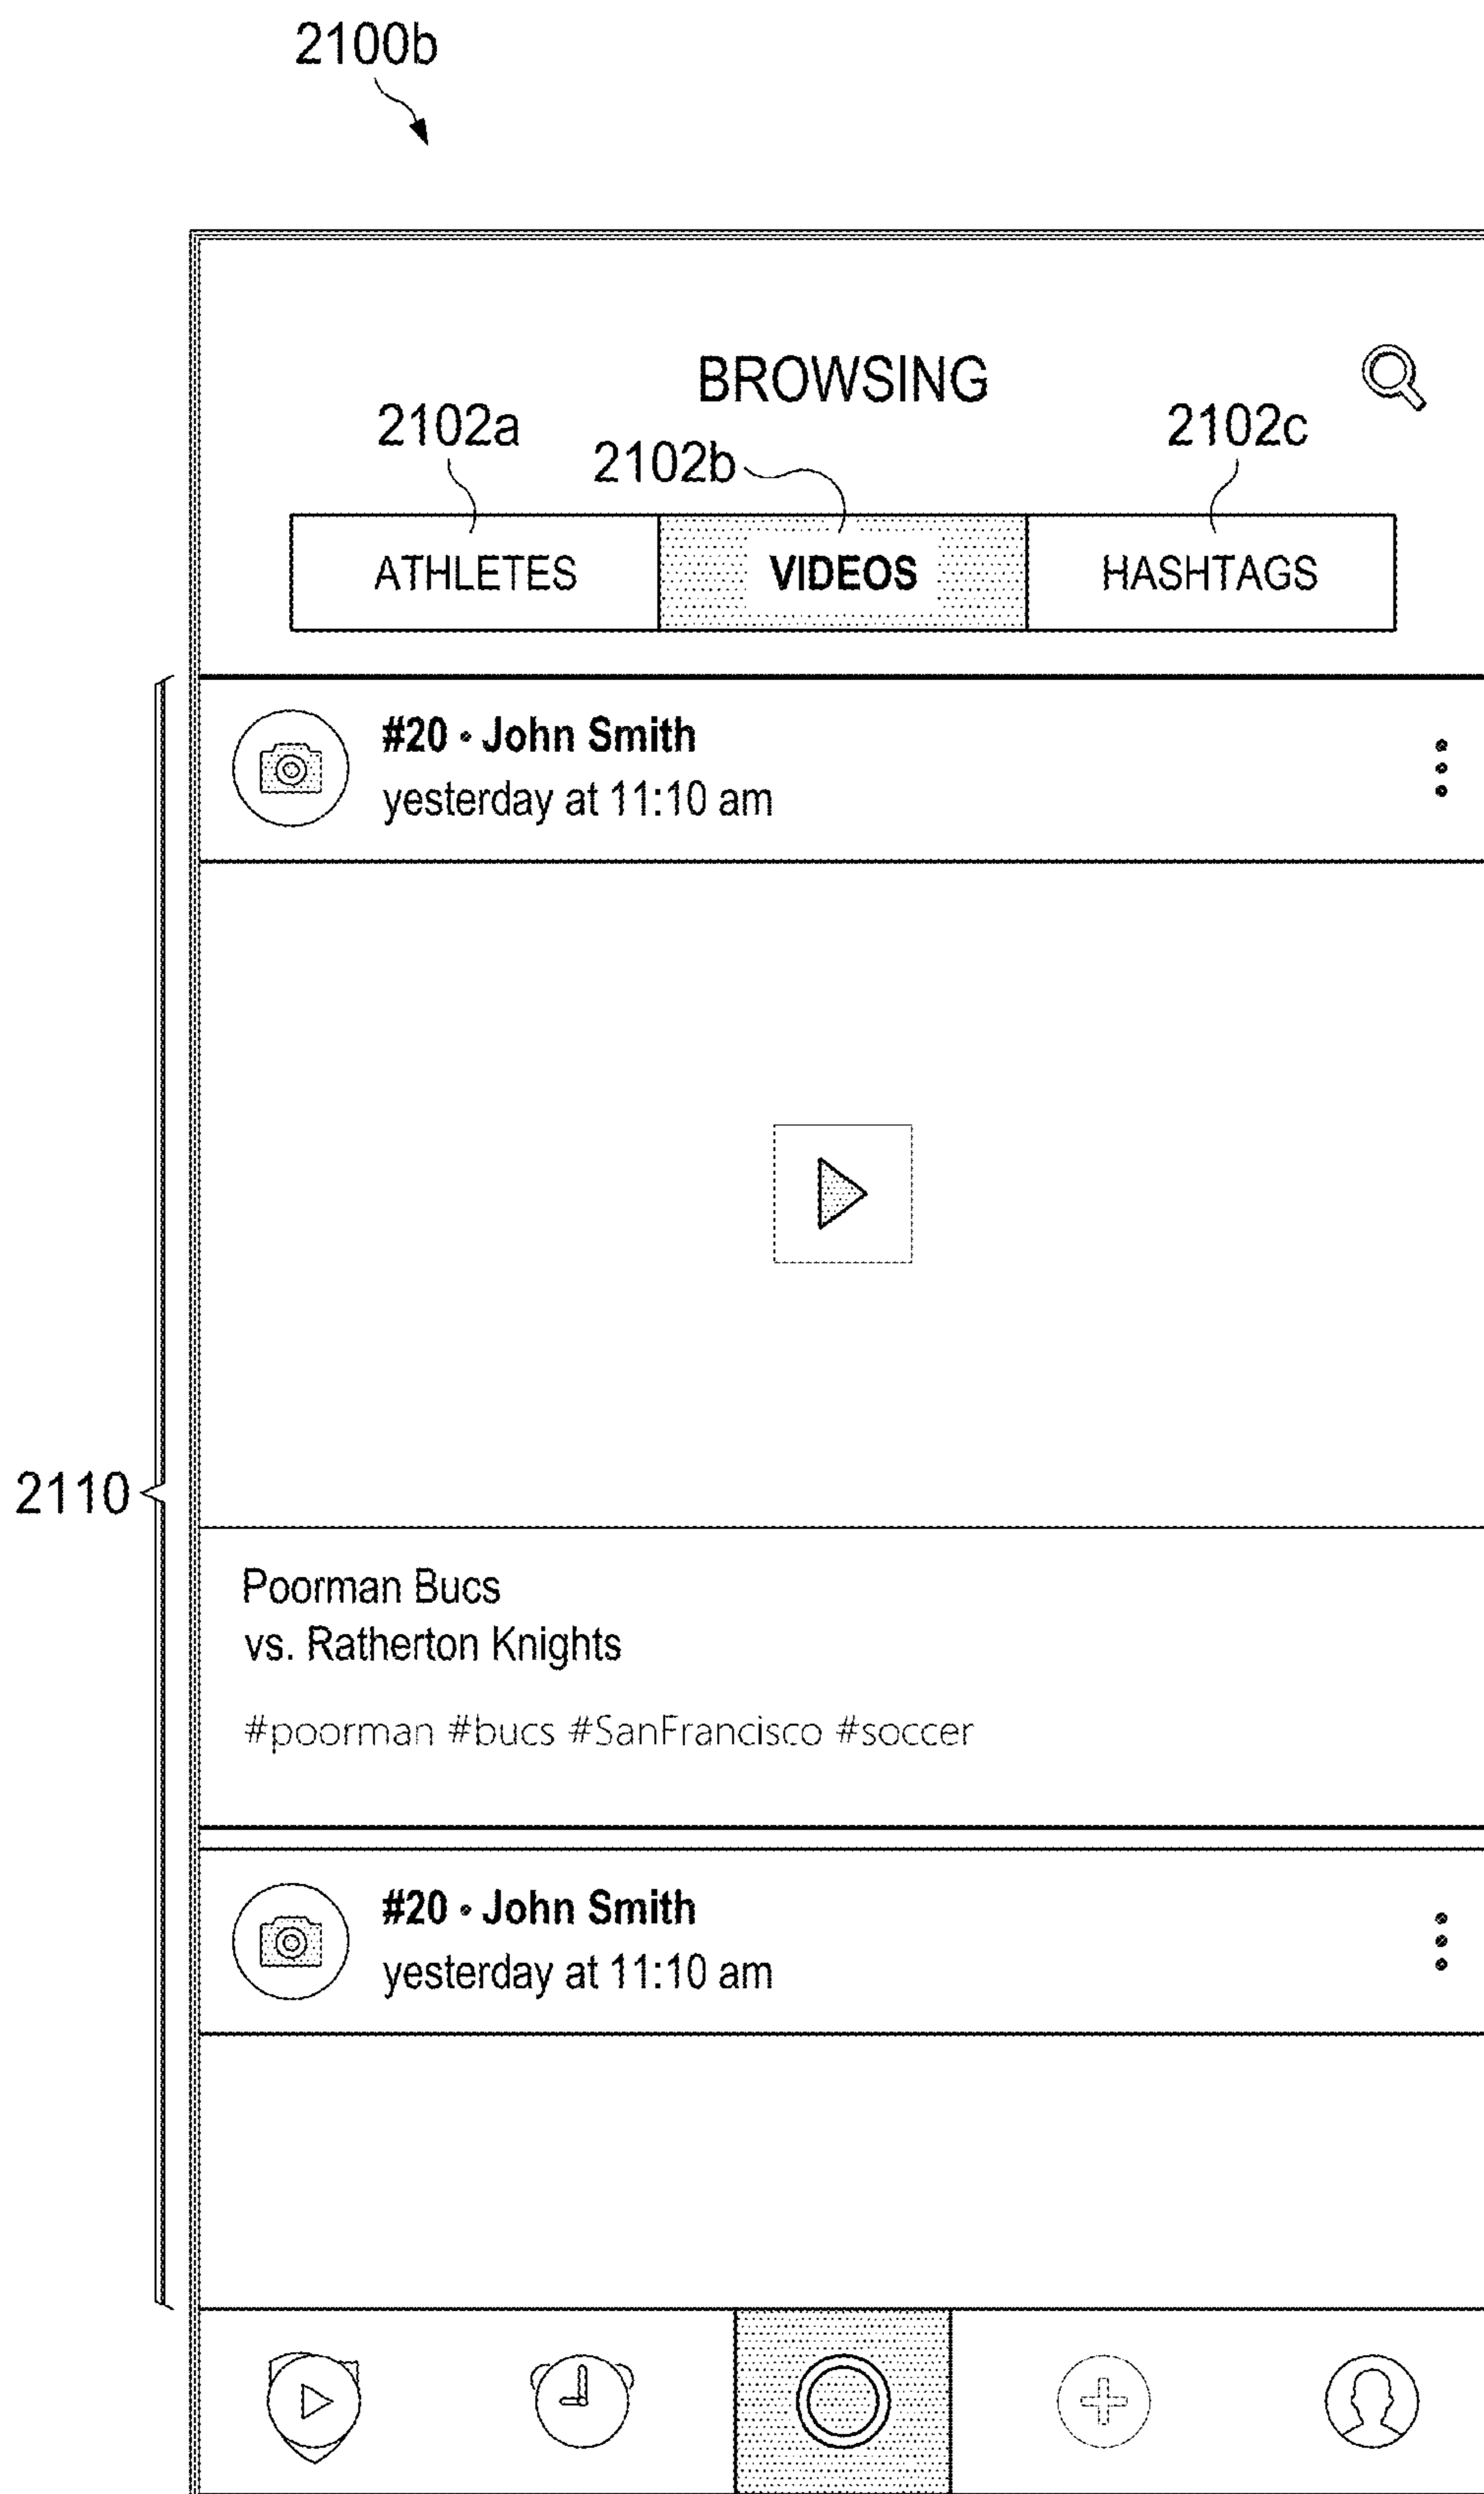 2100b
BROWSING
2102a
2102b
2102c
ATHLETES
VIDEOS
HASHTAGS
#20 • John Smith
yesterday at 11:10 am
2110
Poorman Bucs
vs. Ratherton Knights
#poorman #bucs #SanFrancisco #soccer
#20 • John Smith
yesterday at 11:10 am